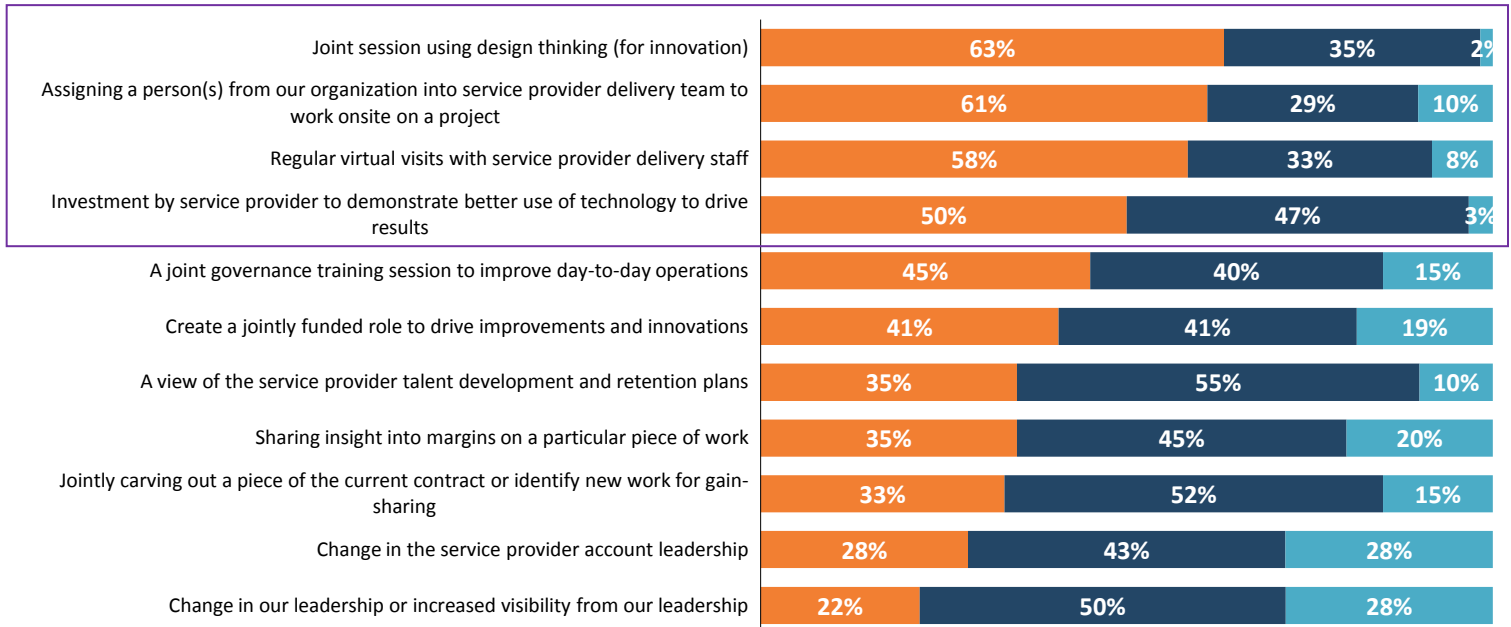 Joint session using design thinking (for innovation) 63% 35% 2%
Assigning a person(s) from our organization into service provider delivery team to
work onsite on a project 61% 29% 10%
Regular virtual visits with service provider delivery staff 58% 33% 8%
Investment by service provider to demonstrate better use of technology to drive
results 50% 47% 3%
A joint governance training session to improve day-to-day operations 45% 40% 15%
Create a jointly funded role to drive improvements and innovations 41% 41% 19%
A view of the service provider talent development and retention plans 35% 55% 10%
Sharing insight into margins on a particular piece of work 35% 45% 20%
Jointly carving out a piece of the current contract or identify new work for gain-
sharing 33% 52% 15%
Change in the service provider account leadership 28% 43% 28%
Change in our leadership or increased visibility from our leadership 22% 50% 28%